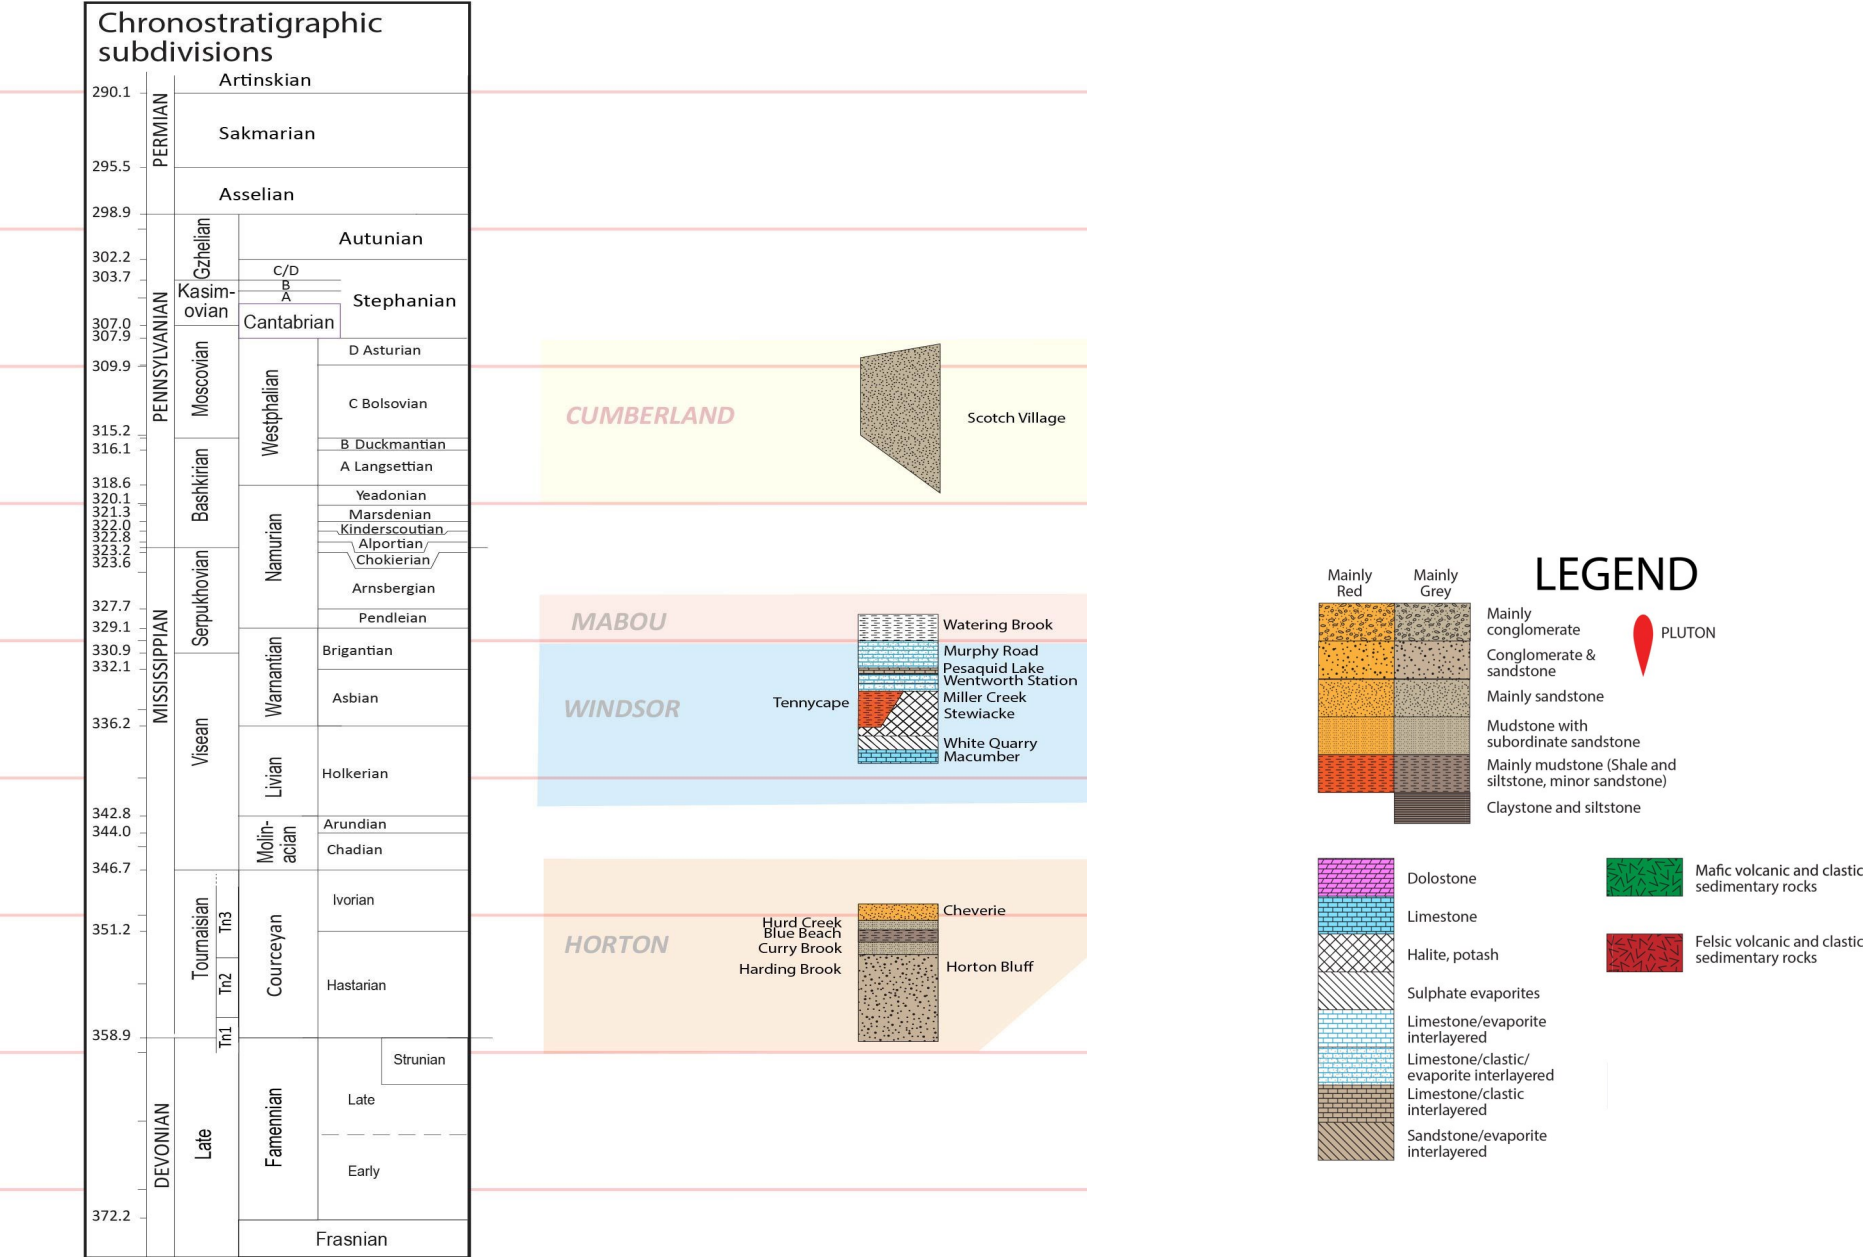 Chronostratigraphic
subdivisions
290.1
295.5
298.9
302.2
303.7
307.0
307.9
309.9
315.2
316.1
318.6
320.1
321.3
322.0
322.8
323.2
323.6
327.7
329.1
330.9
332.1
336.2
342.8
344.0
346.7
351.2
358.9
372.2
PERMIAN
PENNSYLVANIAN
MISSISSIPPIAN
DEVONIAN
Artinskian
Sakmarian
Asselian
Gzhelian
Kasim-
ovian
Moscovian
Bashkirian
Serpukhovian
Visean
Tournaisian
Tn3
Tn2
Tn1
Late
Autunian
C/D
B
A
Stephanian
Cantabrian
Westphalian
D Asturian
C Bolsovian
B Duckmantian
A Langsettian
Namurian
Yeadonian
Marsdenian
Kinderscoutian
Alportian
Chokierian
Arnsbergian
Pendleian
Warnantian
Brigantian
Asbian
Livian
Holkerian
Molin-
acian
Arundian
Chadian
Courceyan
Ivorian
Hastarian
Famennian
Strunian
Late
Early
Frasnian
CUMBERLAND
Scotch Village
MABOU
Watering Brook
WINDSOR
Murphy Road
Pesaquid Lake
Wentworth Station
Tennycape
Miller Creek
Stewiacke
White Quarry
Macumber
HORTON
Cheverie
Hurd Creek
Blue Beach
Curry Brook
Harding Brook
Horton Bluff
LEGEND
Mainly
Red
Mainly
Grey
Mainly
conglomerate
PLUTON
Conglomerate &
sandstone
Mainly sandstone
Mudstone with
subordinate sandstone
Mainly mudstone (Shale and
siltstone, minor sandstone)
Claystone and siltstone
Dolostone
Limestone
Halite, potash
Sulphate evaporites
Limestone/evaporite
interlayered
Limestone/clastic/
evaporite interlayered
Limestone/clastic
interlayered
Sandstone/evaporite
interlayered
Mafic volcanic and clastic
sedimentary rocks
Felsic volcanic and clastic
sedimentary rocks